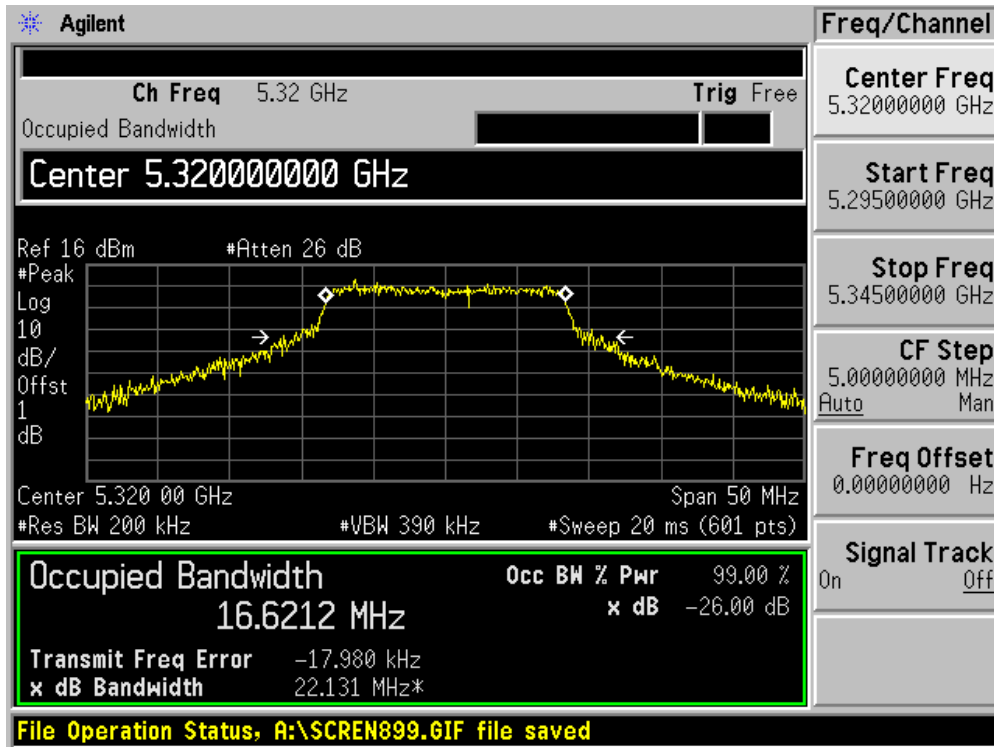 Agilent
Ch Freq 5.32 GHz Trig Free
Occupied Bandwidth
Center 5.320000000 GHz
Ref 16 dBm #Atten 26 dB
#Peak
Log
10
dB/
Offst
1
dB
Center 5.320 00 GHz Span 50 MHz
#Res BW 200 kHz #VBW 390 kHz #Sweep 20 ms (601 pts)
Occupied Bandwidth Occ BW % Pwr 99.00 %
16.6212 MHz x dB -26.00 dB
Transmit Freq Error -17.980 kHz
x dB Bandwidth 22.131 MHz*
File Operation Status, A:\SCREN899.GIF file saved
Freq/Channel
Center Freq
5.32000000 GHz
Start Freq
5.29500000 GHz
Stop Freq
5.34500000 GHz
CF Step
5.00000000 MHz
Auto Man
Freq Offset
0.00000000 Hz
Signal Track
On Off